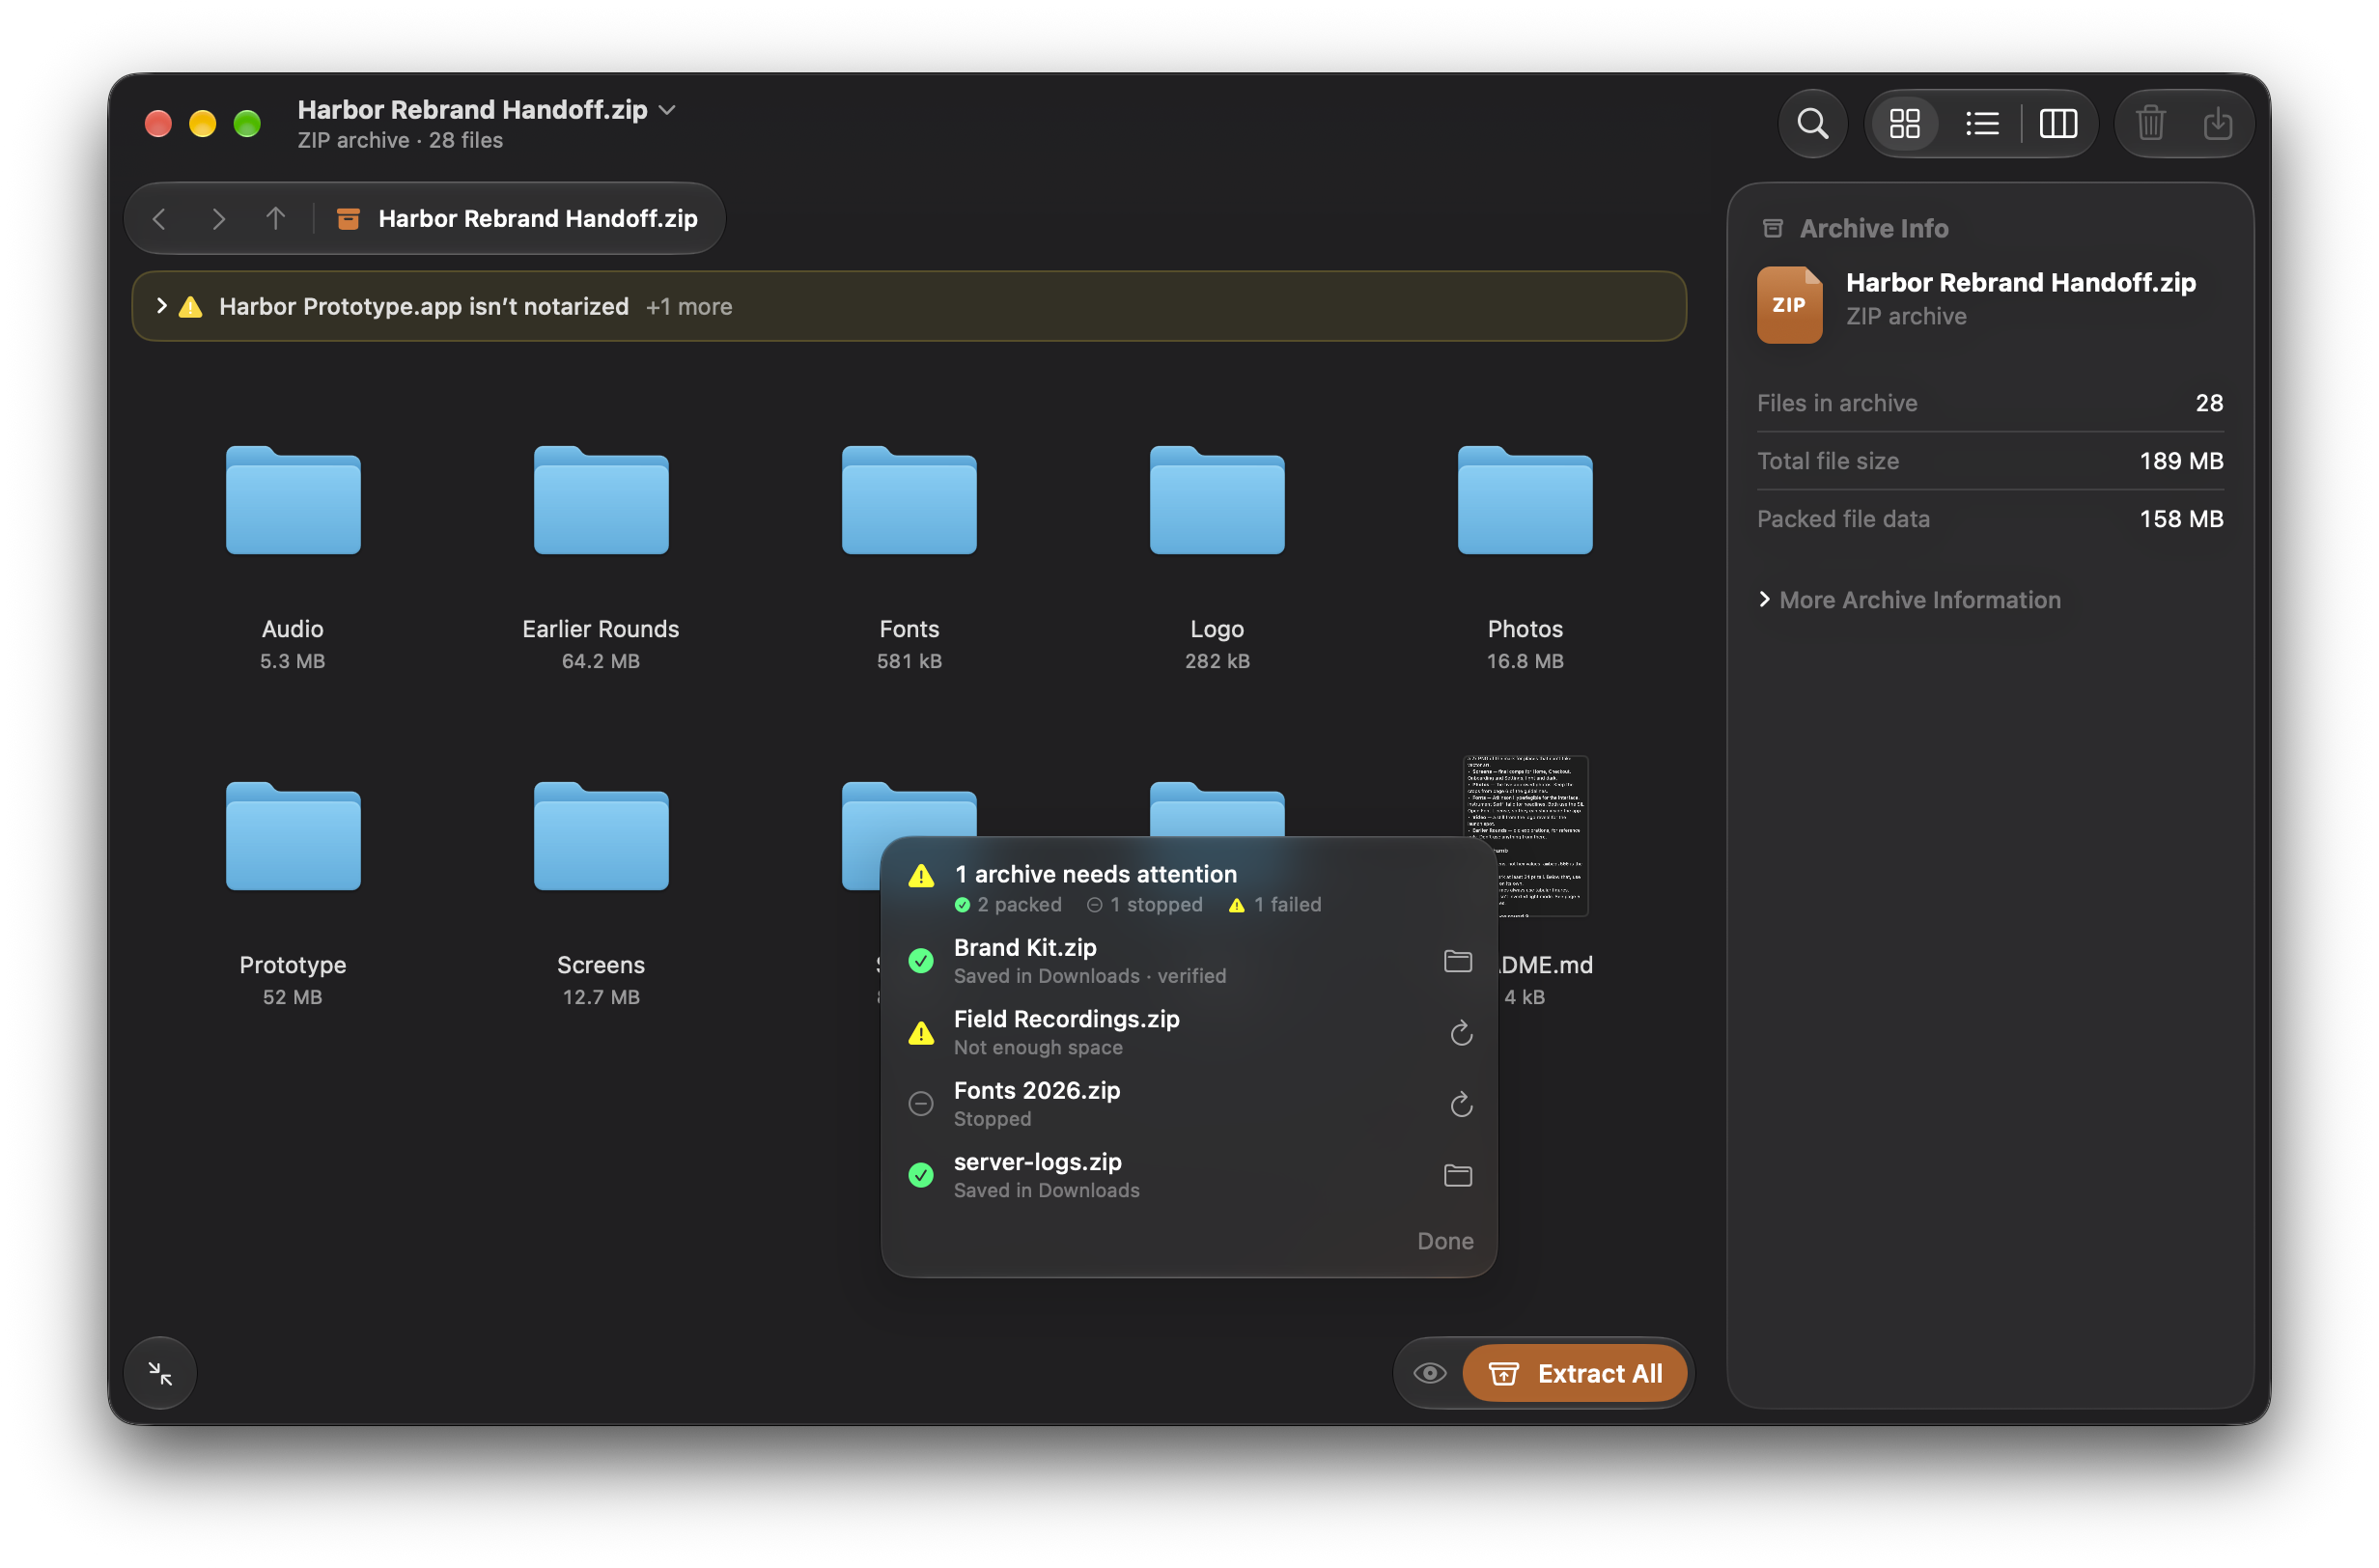 Harbor Rebrand Handoff.zip
ZIP archive · 28 files
Harbor Rebrand Handoff.zip
Harbor Prototype.app isn’t notarized +1 more
Audio
5.3 MB
Earlier Rounds
64.2 MB
Fonts
581 kB
Logo
282 kB
Photos
16.8 MB
Prototype
52 MB
Screens
12.7 MB
DME.md
4 kB
1 archive needs attention
2 packed 1 stopped 1 failed
Brand Kit.zip
Saved in Downloads · verified
Field Recordings.zip
Not enough space
Fonts 2026.zip
Stopped
server-logs.zip
Saved in Downloads
Done
Extract All
Archive Info
ZIP
Harbor Rebrand Handoff.zip
ZIP archive
Files in archive 28
Total file size 189 MB
Packed file data 158 MB
More Archive Information